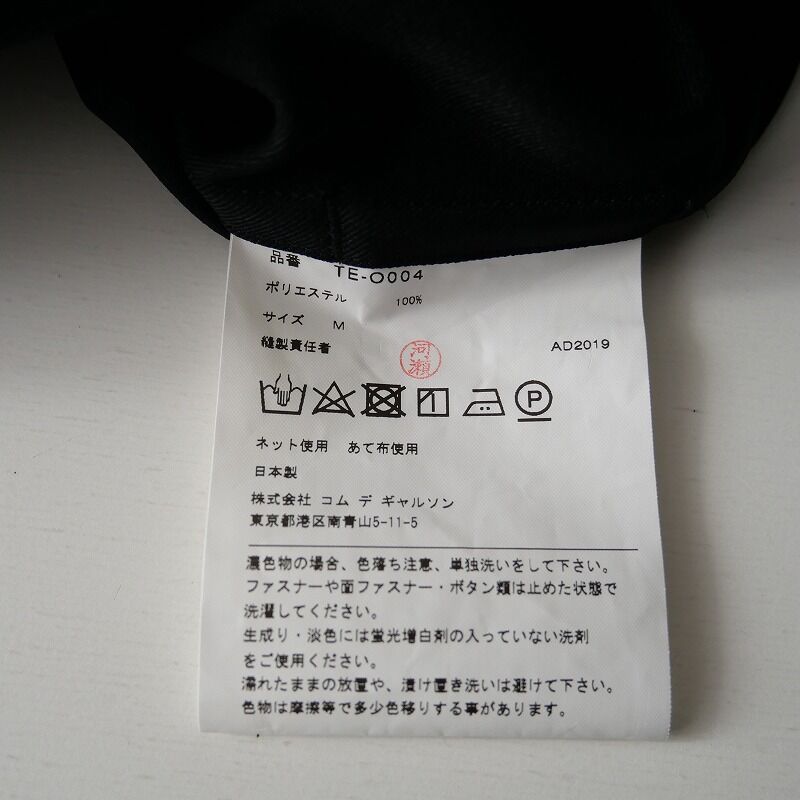 品番 TE-O004
ポリエステル 100%
サイズ M
縫製責任者 河瀬 AD2019
P
ネット使用 あて布使用
日本製
株式会社 コム デ ギャルソン
東京都港区南青山5-11-5
濃色物の場合、色落ち注意、単独洗いをして下さい。
ファスナーや面ファスナー・ボタン類は止めた状態で
洗濯してください。
生成り・淡色には蛍光増白剤の入っていない洗剤
をご使用ください。
濡れたままの放置や、漬け置き洗いは避けて下さい。
色物は摩擦等で多少色移りする事があります。